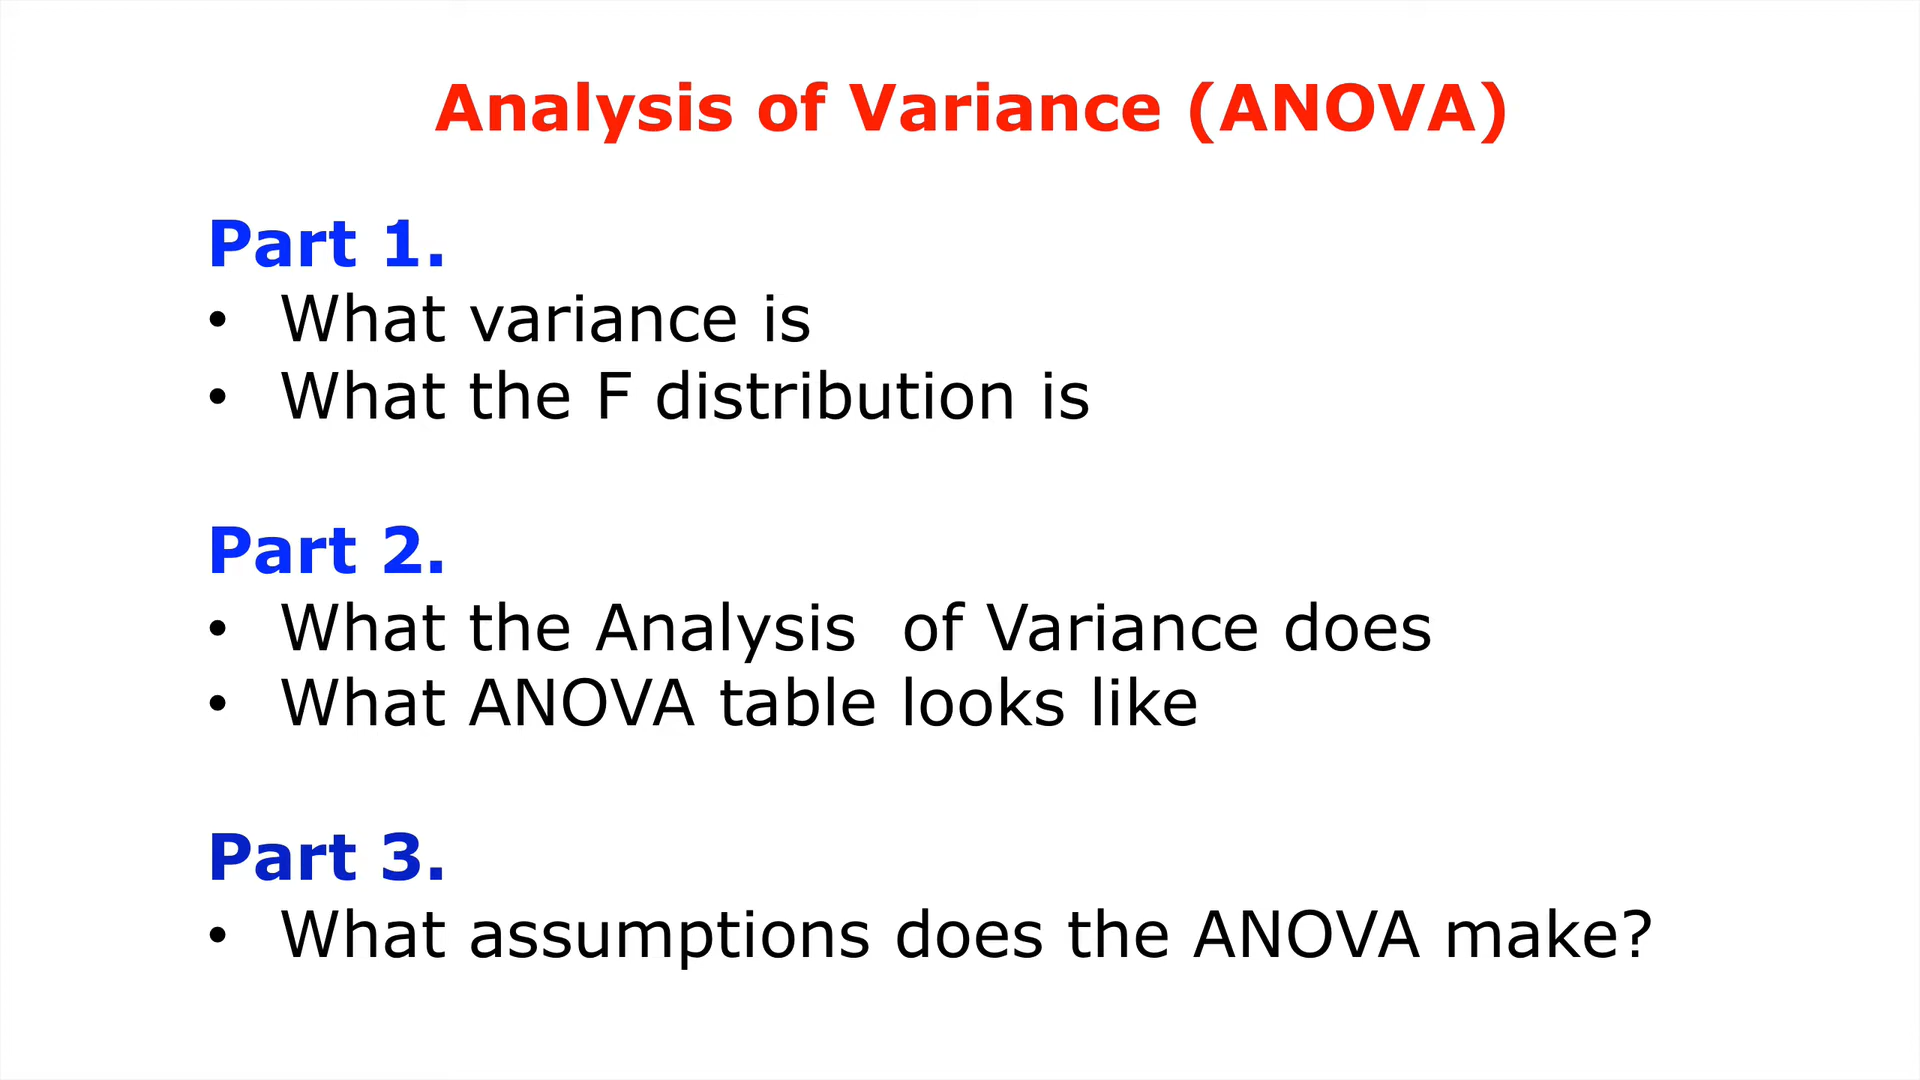 Analysis of Variance (ANOVA)
Part 1.
• What variance is
• What the F distribution is
Part 2.
• What the Analysis  of Variance does
• What ANOVA table looks like
Part 3.
• What assumptions does the ANOVA make?